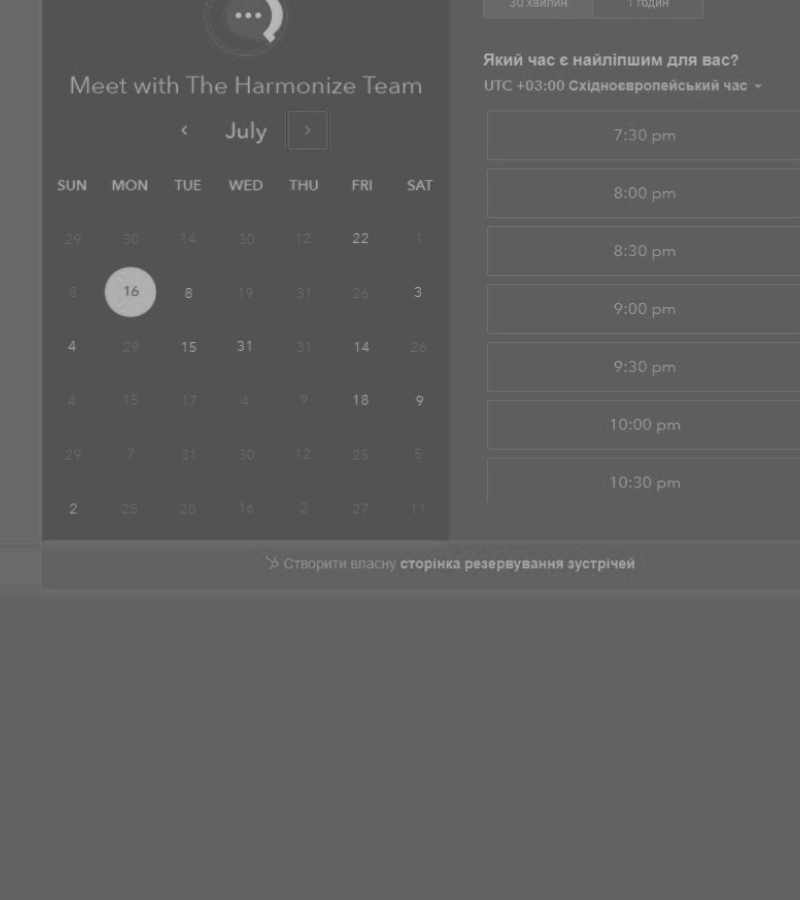 30 хвилин 1 годин
Meet with The Harmonize Team
July
SUN MON TUE WED THU FRI SAT
29 30 14 30 12 22 1
8 16 8 19 31 26 3
4 29 15 31 31 14 26
4 15 17 4 9 18 9
29 7 31 30 12 25 5
2 25 28 16 2 27 11
Який час є найліпшим для вас?
UTC +03:00 Східноєвропейський час
7:30 pm
8:00 pm
8:30 pm
9:00 pm
9:30 pm
10:00 pm
10:30 pm
Створити власну сторінка резервування зустрічей